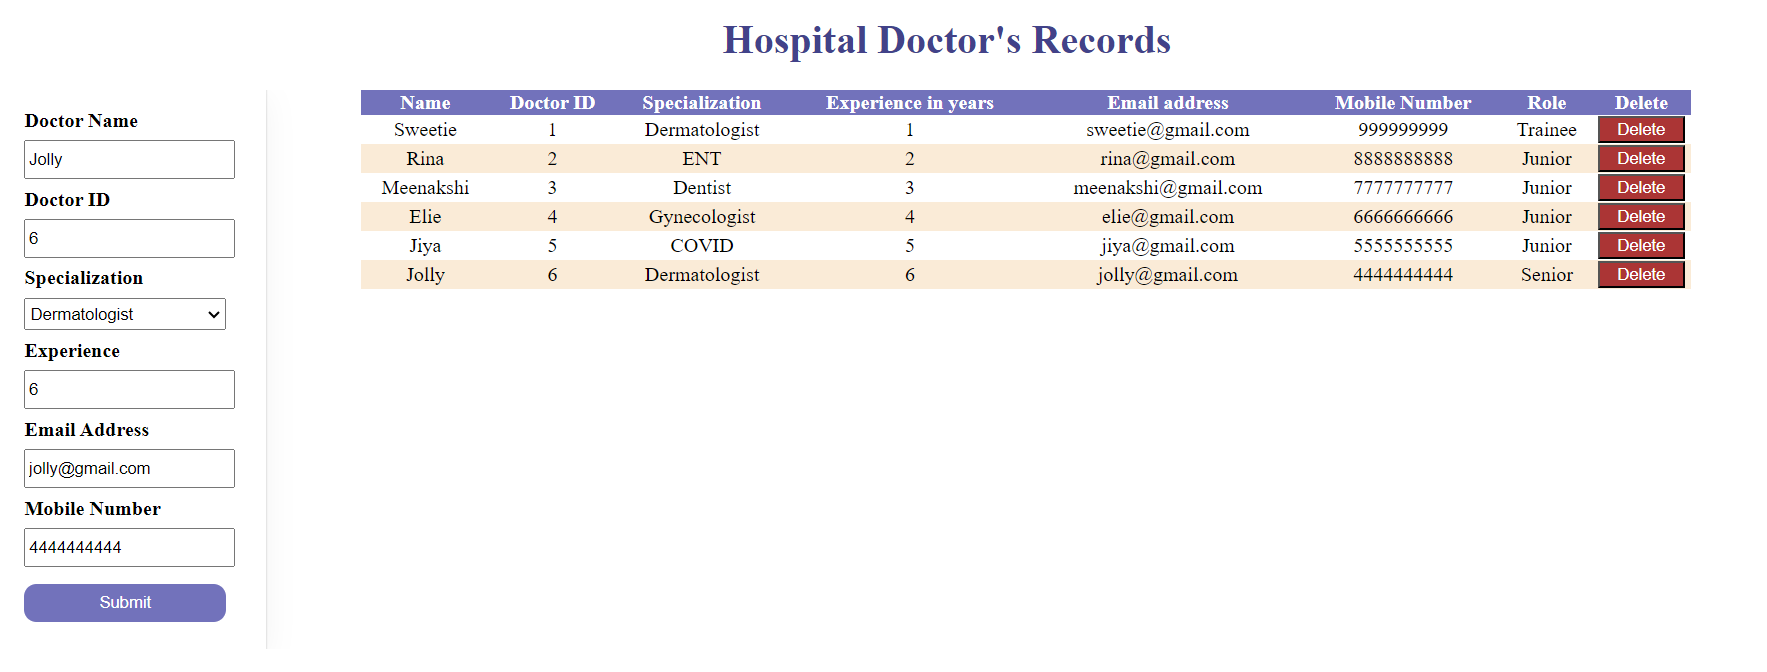 Hospital Doctor's Records
Doctor Name
Jolly
Doctor ID
6
Specialization
Dermatologist
Experience
6
Email Address
jolly@gmail.com
Mobile Number
4444444444
Submit
Name Doctor ID Specialization Experience in years Email address Mobile Number Role Delete
Sweetie 1 Dermatologist 1 sweetie@gmail.com 999999999 Trainee Delete
Rina 2 ENT 2 rina@gmail.com 8888888888 Junior Delete
Meenakshi 3 Dentist 3 meenakshi@gmail.com 7777777777 Junior Delete
Elie 4 Gynecologist 4 elie@gmail.com 6666666666 Junior Delete
Jiya 5 COVID 5 jiya@gmail.com 5555555555 Junior Delete
Jolly 6 Dermatologist 6 jolly@gmail.com 4444444444 Senior Delete